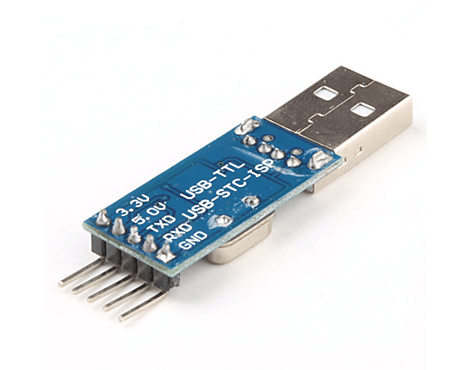 3.3V
5.0V
TXD
RXD
GND
USB-TTL
USB-STC-ISP